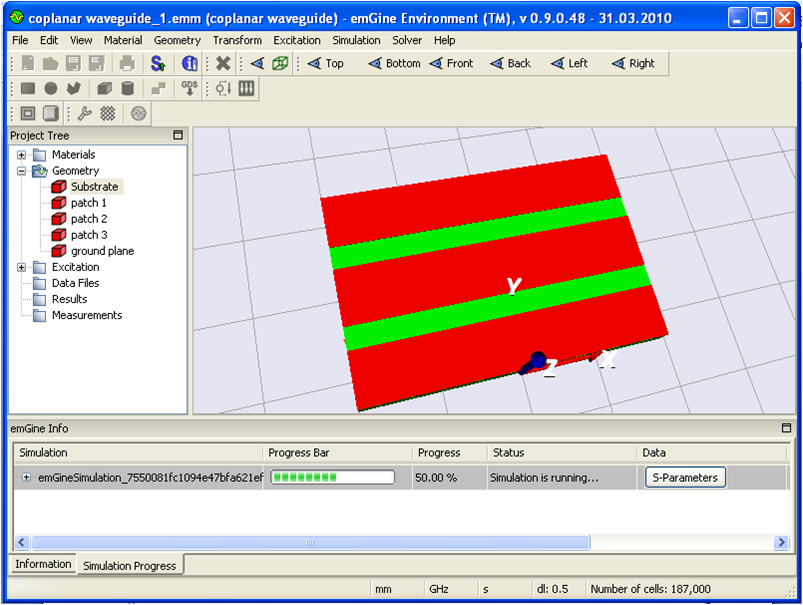 coplanar waveguide_1.emm (coplanar waveguide) - emGine Environment (TM), v 0.9.0.48 - 31.03.2010
File Edit View Material Geometry Transform Excitation Simulation Solver Help
Top Bottom Front Back Left Right
GDS
Project Tree
Materials
Geometry
Substrate
patch 1
patch 2
patch 3
ground plane
Excitation
Data Files
Results
Measurements
Y
Z X
emGine Info
Simulation Progress Bar Progress Status Data
emGineSimulation_7550081fc1094e47bfa621ef 50.00 % Simulation is running... S-Parameters
Information Simulation Progress
mm GHz s dl: 0.5 Number of cells: 187,000